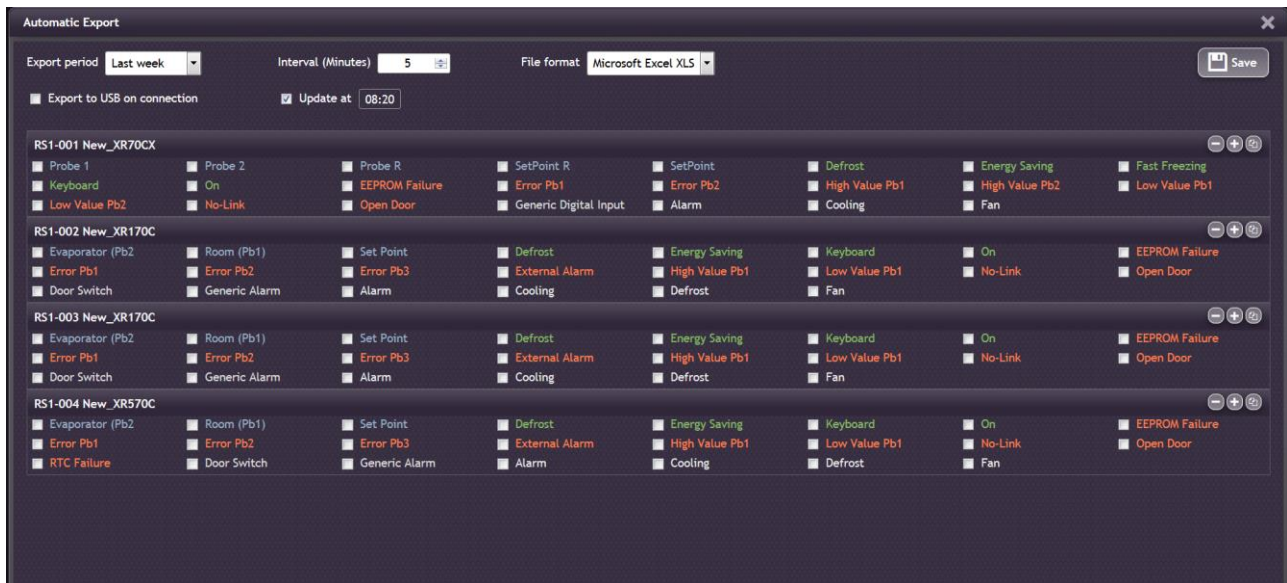 Automatic Export
Export period Last week Interval (Minutes) 5 File format Microsoft Excel XLS Save
Export to USB on connection Update at 08:20
RS1-001 New_XR70CX
Probe 1 Probe 2 Probe R SetPoint R SetPoint Defrost Energy Saving Fast Freezing
Keyboard On EEPROM Failure Error Pb1 Error Pb2 High Value Pb1 High Value Pb2 Low Value Pb1
Low Value Pb2 No-Link Open Door Generic Digital Input Alarm Cooling Fan
RS1-002 New_XR170C
Evaporator (Pb2 Room (Pb1) Set Point Defrost Energy Saving Keyboard On EEPROM Failure
Error Pb1 Error Pb2 Error Pb3 External Alarm High Value Pb1 Low Value Pb1 No-Link Open Door
Door Switch Generic Alarm Alarm Cooling Defrost Fan
RS1-003 New_XR170C
Evaporator (Pb2 Room (Pb1) Set Point Defrost Energy Saving Keyboard On EEPROM Failure
Error Pb1 Error Pb2 Error Pb3 External Alarm High Value Pb1 Low Value Pb1 No-Link Open Door
Door Switch Generic Alarm Alarm Cooling Defrost Fan
RS1-004 New_XR570C
Evaporator (Pb2 Room (Pb1) Set Point Defrost Energy Saving Keyboard On EEPROM Failure
Error Pb1 Error Pb2 Error Pb3 External Alarm High Value Pb1 Low Value Pb1 No-Link Open Door
RTC Failure Door Switch Generic Alarm Alarm Cooling Defrost Fan